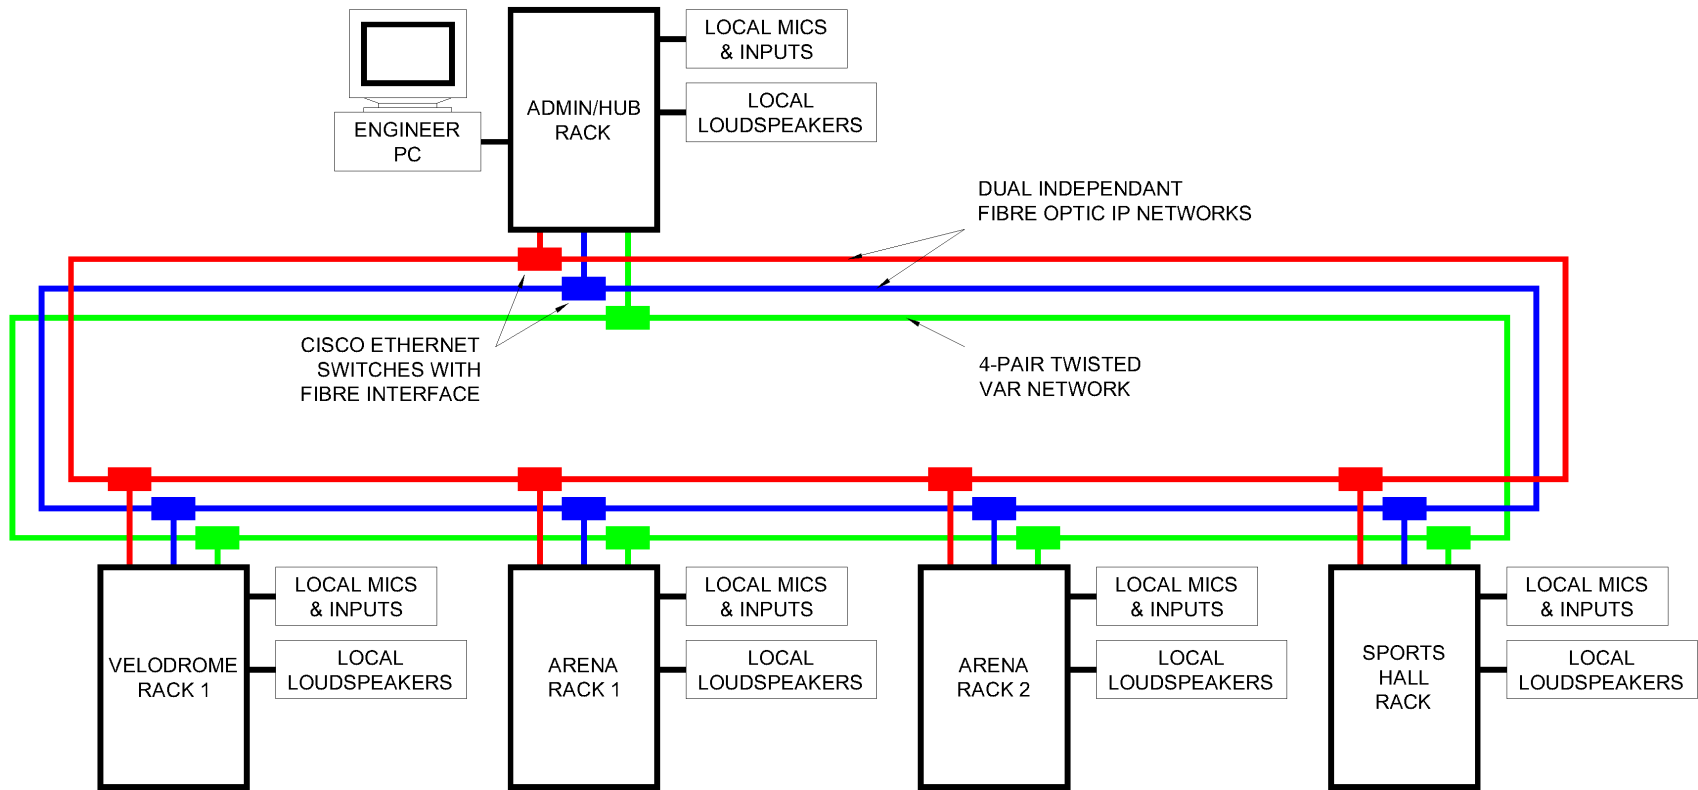 LOCAL MICS
& INPUTS
ADMIN/HUB
RACK
LOCAL
LOUDSPEAKERS
ENGINEER
PC
DUAL INDEPENDANT
FIBRE OPTIC IP NETWORKS
CISCO ETHERNET
SWITCHES WITH
FIBRE INTERFACE
4-PAIR TWISTED
VAR NETWORK
VELODROME
RACK 1
LOCAL MICS
& INPUTS
LOCAL
LOUDSPEAKERS
ARENA
RACK 1
LOCAL MICS
& INPUTS
LOCAL
LOUDSPEAKERS
ARENA
RACK 2
LOCAL MICS
& INPUTS
LOCAL
LOUDSPEAKERS
SPORTS
HALL
RACK
LOCAL MICS
& INPUTS
LOCAL
LOUDSPEAKERS